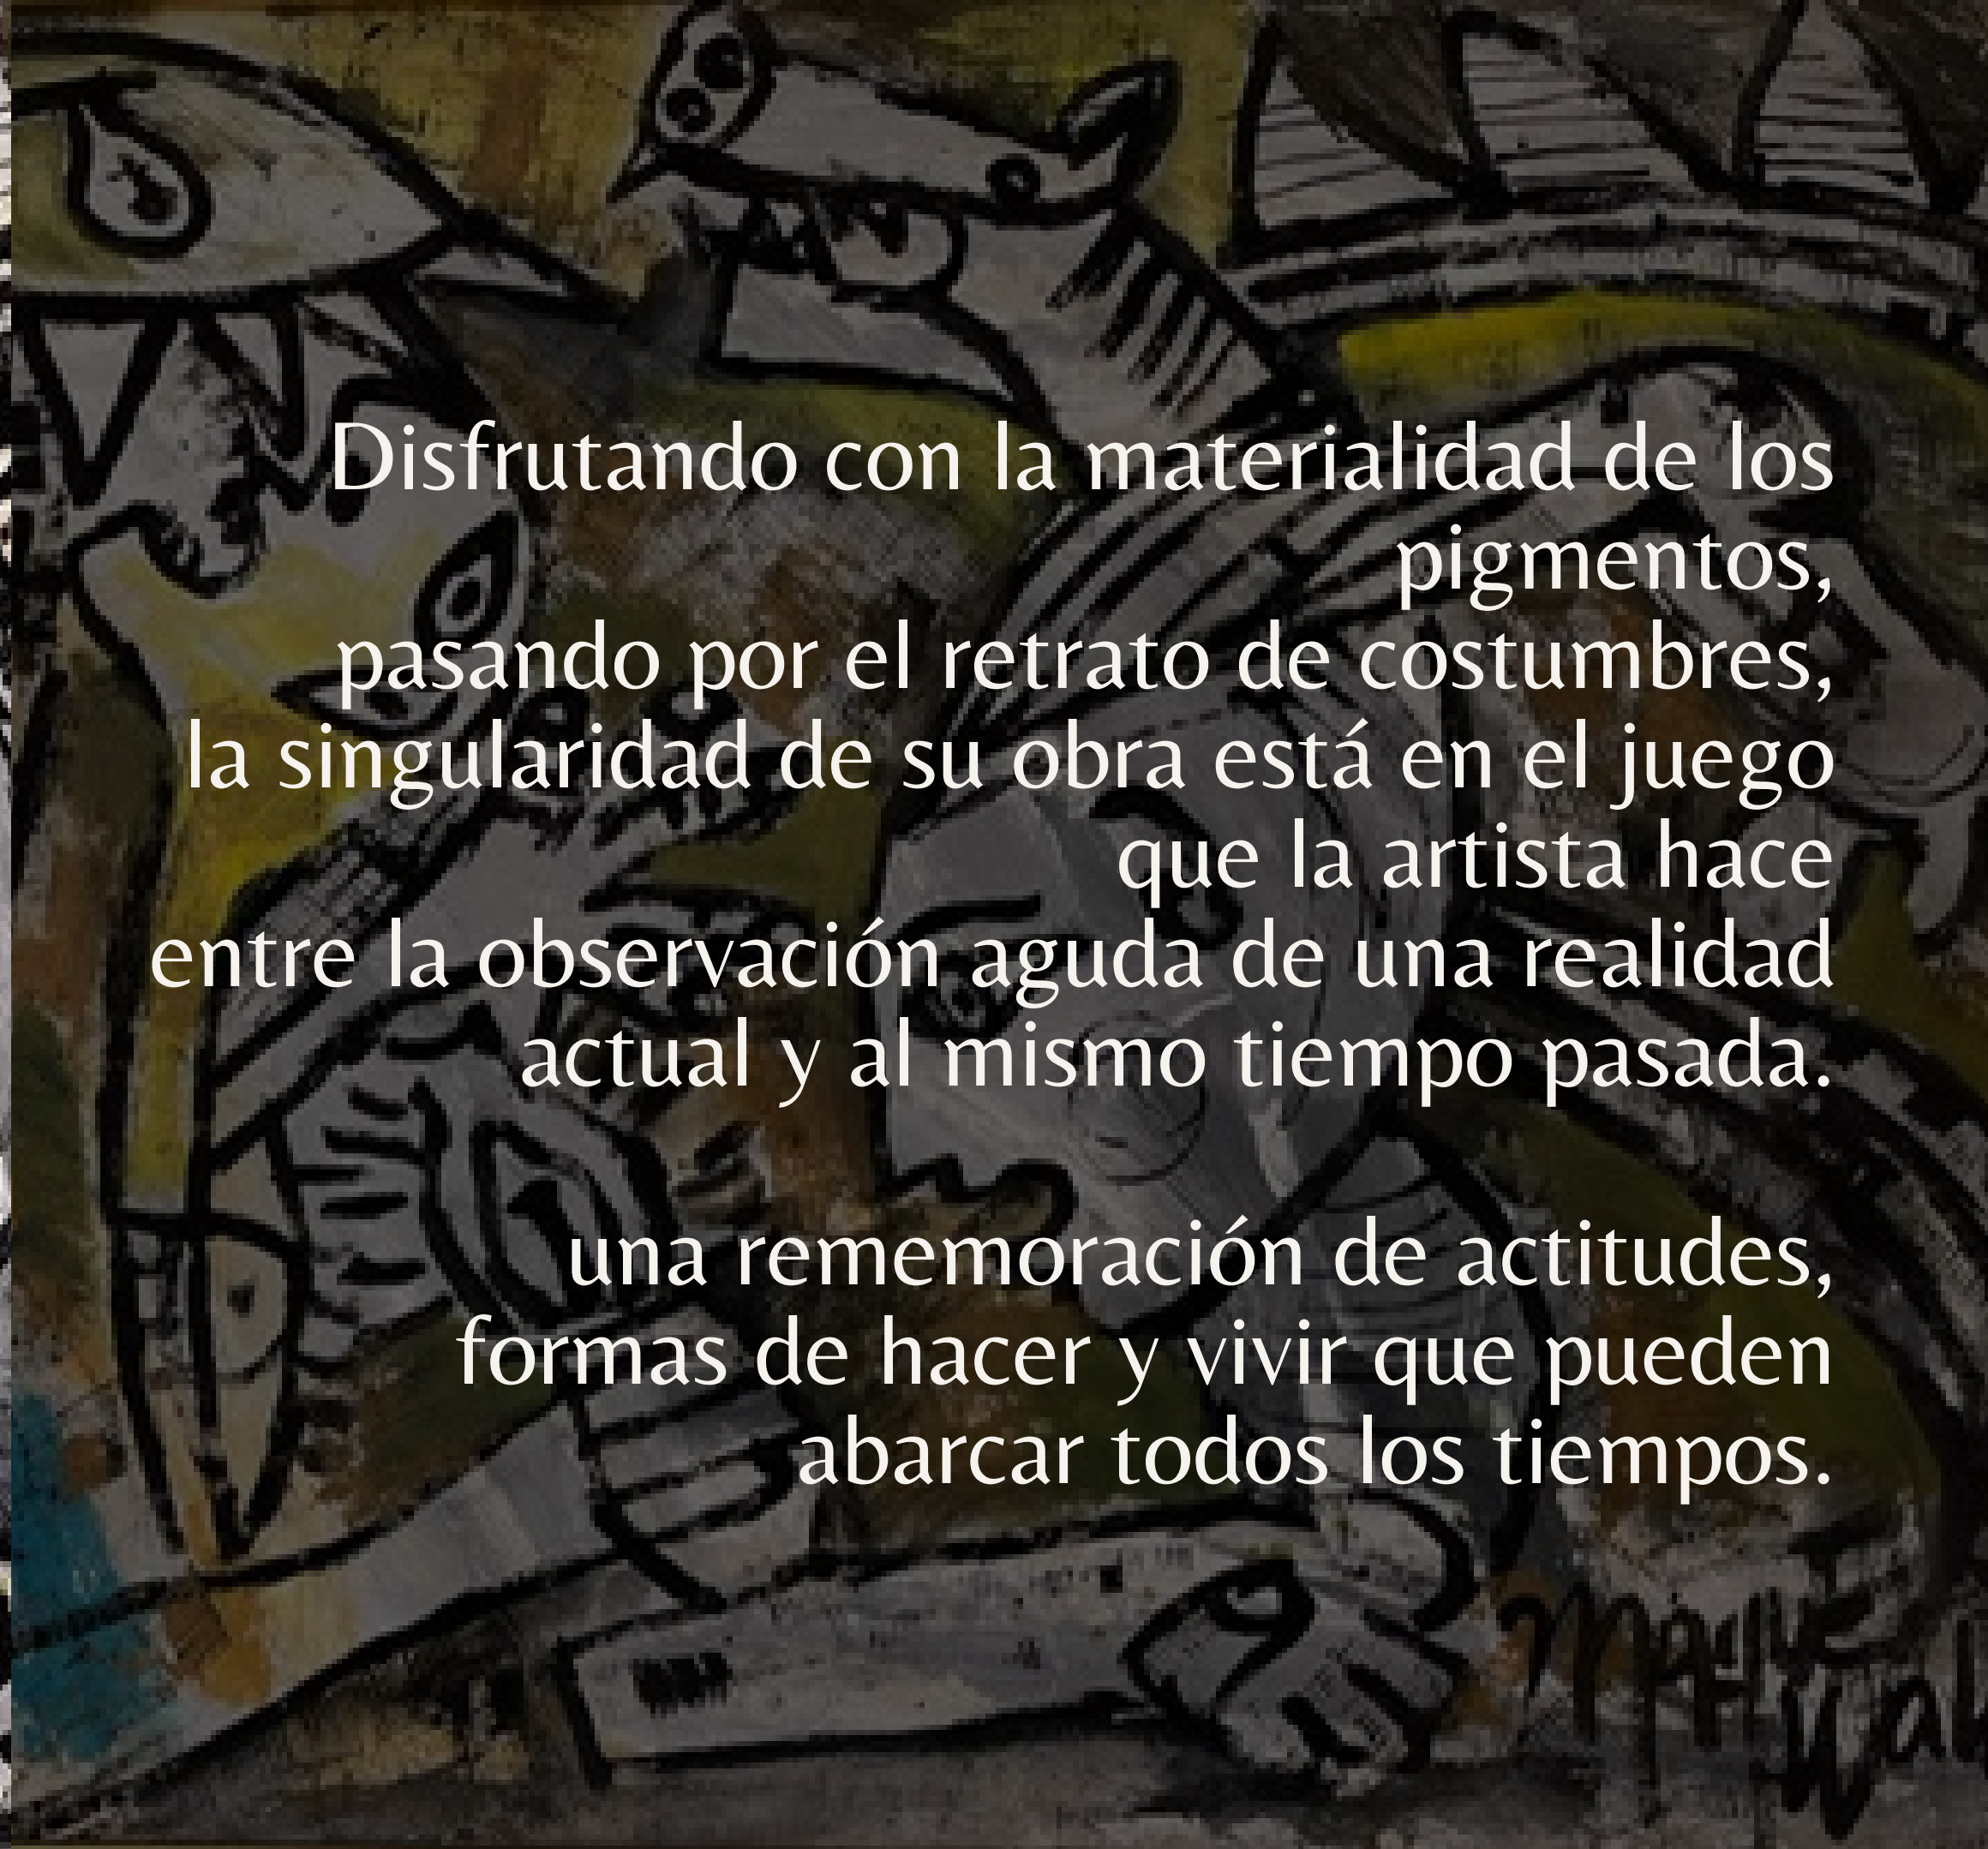 Disfrutando con la materialidad de los
pigmentos,
pasando por el retrato de costumbres,
la singularidad de su obra está en el juego
que la artista hace
entre la observación aguda de una realidad
actual y al mismo tiempo pasada.
una rememoración de actitudes,
formas de hacer y vivir que pueden
abarcar todos los tiempos.